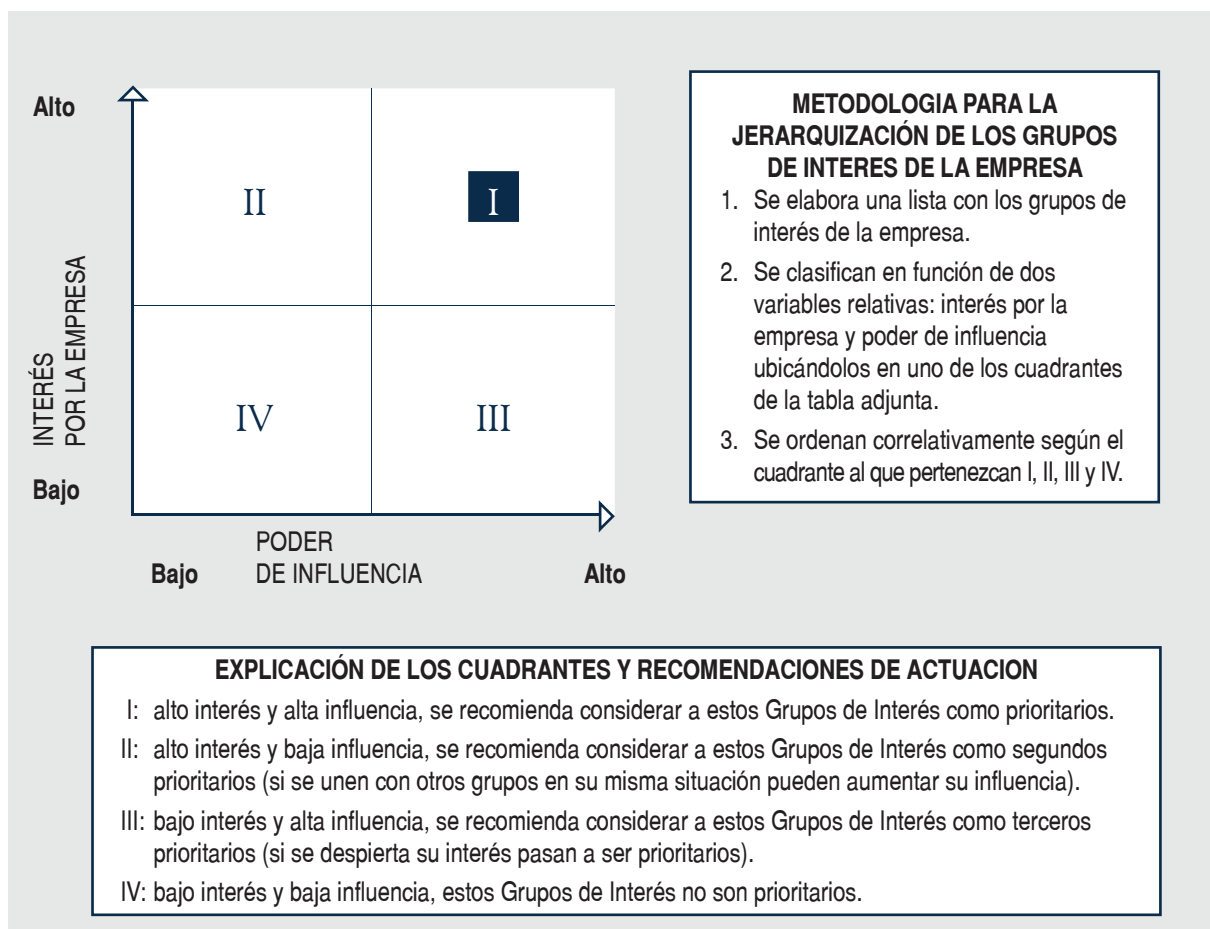 Alto
II
I
INTERÉS
POR LA EMPRESA
IV
III
Bajo
PODER
DE INFLUENCIA
Bajo
Alto
METODOLOGIA PARA LA
JERARQUIZACIÓN DE LOS GRUPOS
DE INTERES DE LA EMPRESA
1. Se elabora una lista con los grupos de
interés de la empresa.
2. Se clasifican en función de dos
variables relativas: interés por la
empresa y poder de influencia
ubicándolos en uno de los cuadrantes
de la tabla adjunta.
3. Se ordenan correlativamente según el
cuadrante al que pertenezcan I, II, III y IV.
EXPLICACIÓN DE LOS CUADRANTES Y RECOMENDACIONES DE ACTUACION
I: alto interés y alta influencia, se recomienda considerar a estos Grupos de Interés como prioritarios.
II: alto interés y baja influencia, se recomienda considerar a estos Grupos de Interés como segundos
prioritarios (si se unen con otros grupos en su misma situación pueden aumentar su influencia).
III: bajo interés y alta influencia, se recomienda considerar a estos Grupos de Interés como terceros
prioritarios (si se despierta su interés pasan a ser prioritarios).
IV: bajo interés y baja influencia, estos Grupos de Interés no son prioritarios.